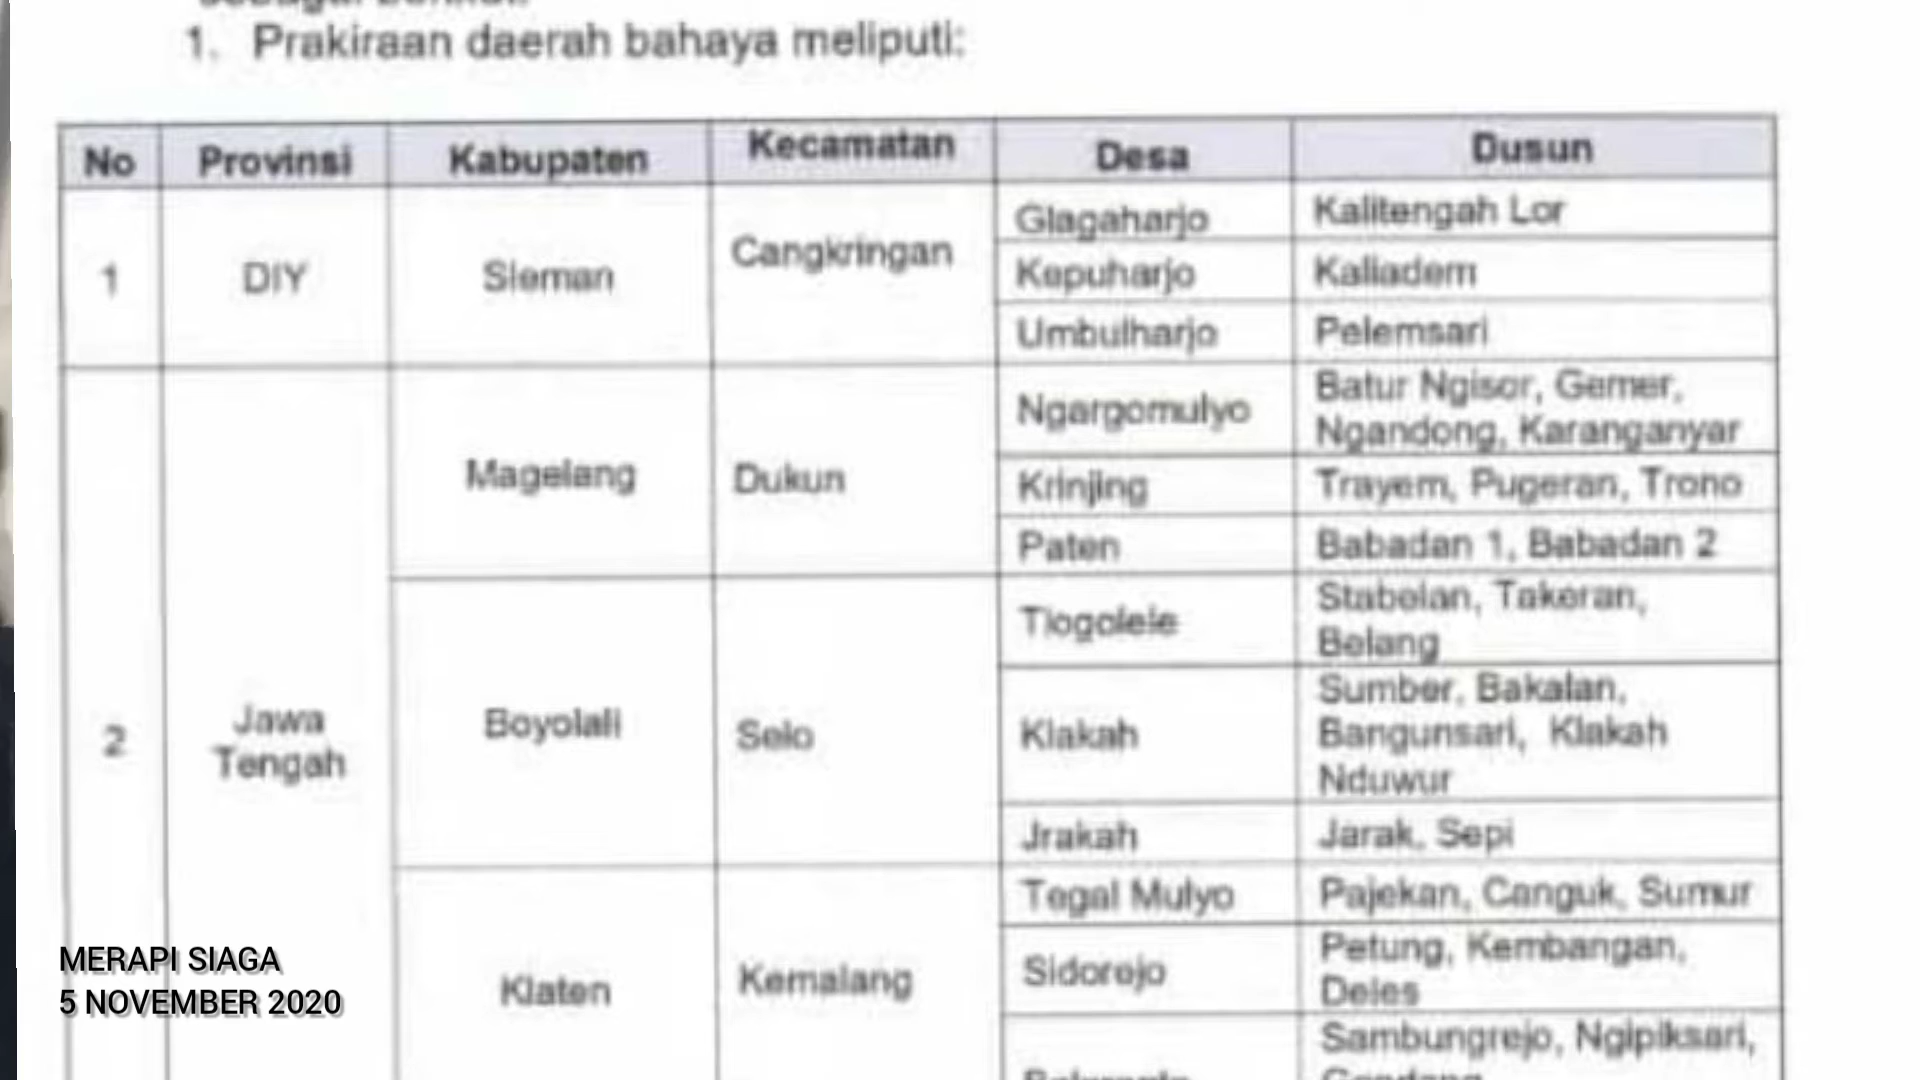 1. Prakiraan daerah bahaya meliputi:
No Provinsi Kabupaten Kecamatan Desa Dusun
1 DIY Sleman Cangkringan Glagaharjo Kalitengah Lor
Kepuharjo Kaliadem
Umbulharjo Pelemsari
2 Jawa
Tengah
Magelang Dukun Ngargomulyo Batur Ngisor, Gemer,
Ngandong, Karanganyar
Krinjing Trayem, Pugeran, Trono
Paten Babadan 1, Babadan 2
Boyolali Selo Tlogolele Stabelan, Takeran,
Belang
Klakah Sumber, Bakalan,
Bangunsari, Klakah
Nduwur
Jrakah Jarak, Sepi
Klaten Kemalang Tegal Mulyo Pajekan, Canguk, Sumur
Sidorejo Petung, Kembangan,
Deles
Sambungrejo, Ngipiksari,
MERAPI SIAGA
5 NOVEMBER 2020